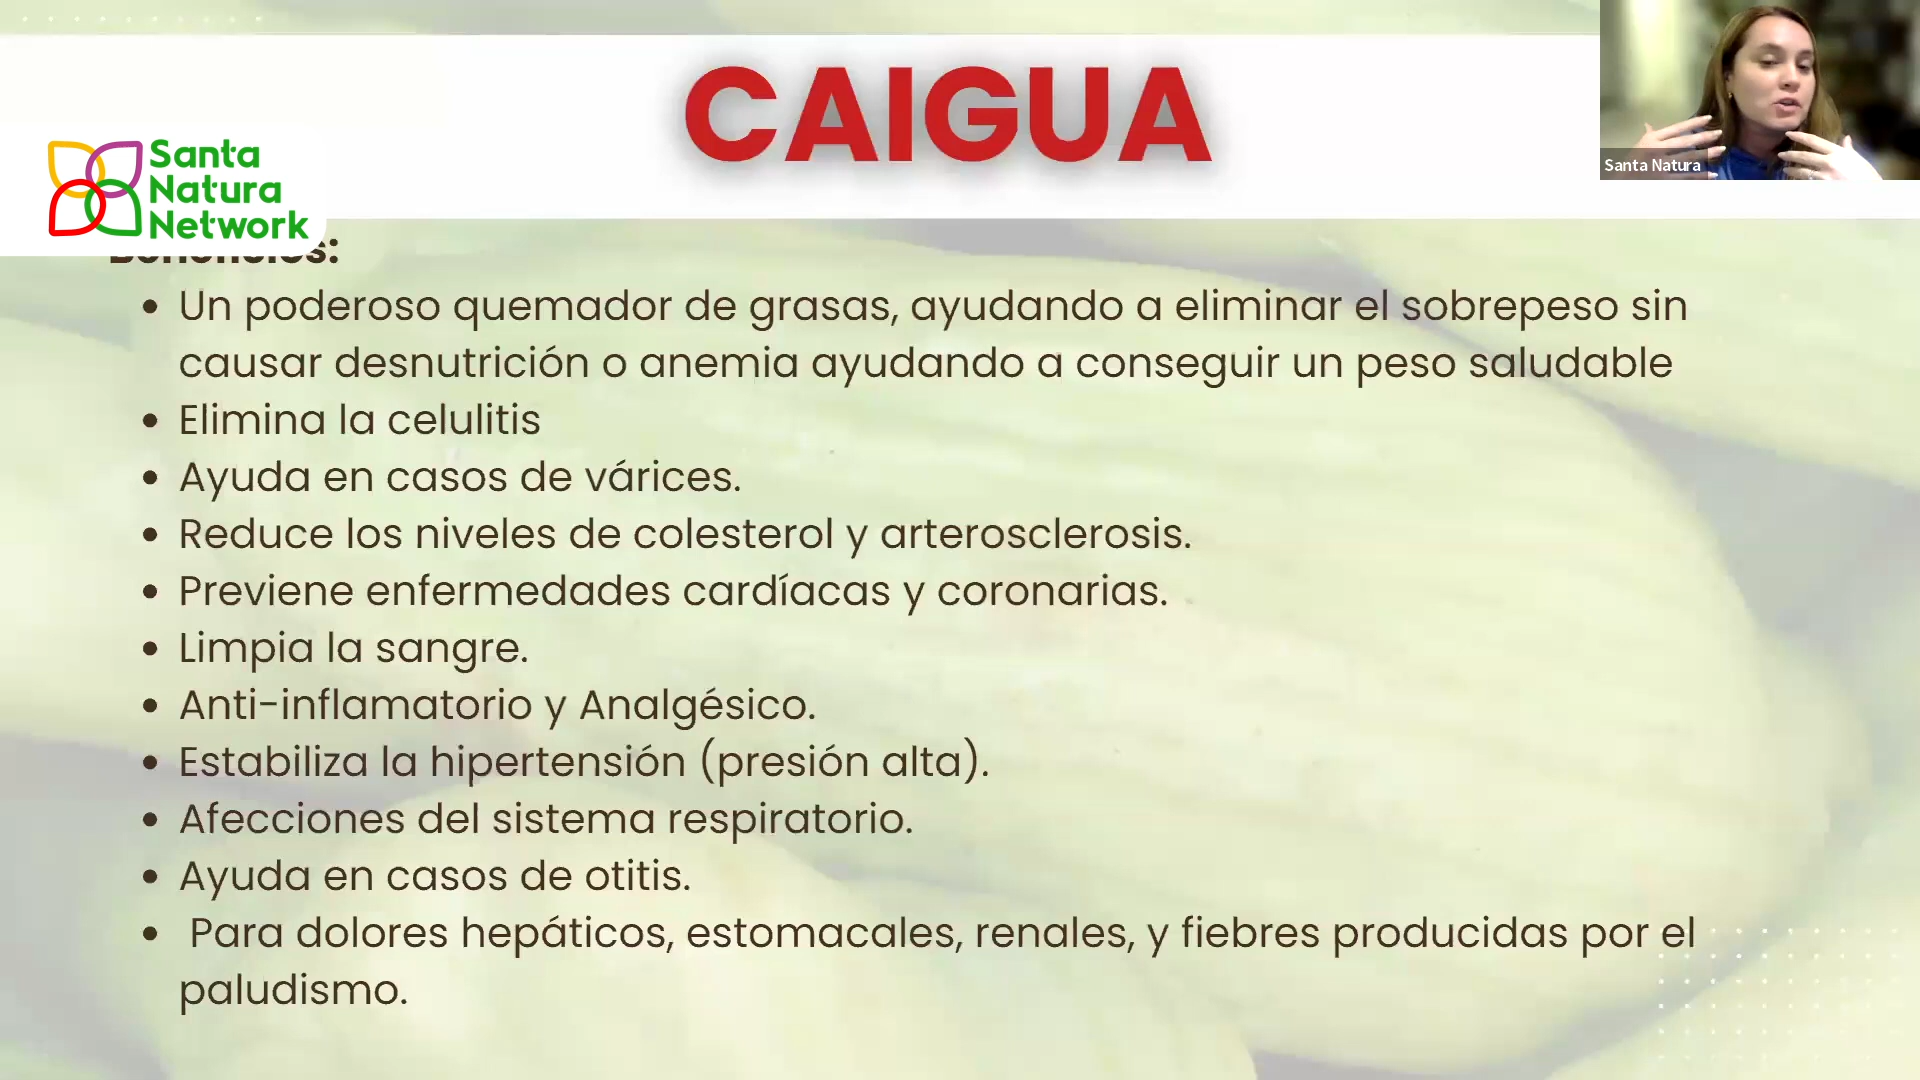 CAIGUA
Santa
Natura
Network
Santa Natura
Beneficios:
• Un poderoso quemador de grasas, ayudando a eliminar el sobrepeso sin
causar desnutrición o anemia ayudando a conseguir un peso saludable
• Elimina la celulitis
• Ayuda en casos de várices.
• Reduce los niveles de colesterol y arterosclerosis.
• Previene enfermedades cardíacas y coronarias.
• Limpia la sangre.
• Anti-inflamatorio y Analgésico.
• Estabiliza la hipertensión (presión alta).
• Afecciones del sistema respiratorio.
• Ayuda en casos de otitis.
• Para dolores hepáticos, estomacales, renales, y fiebres producidas por el
paludismo.